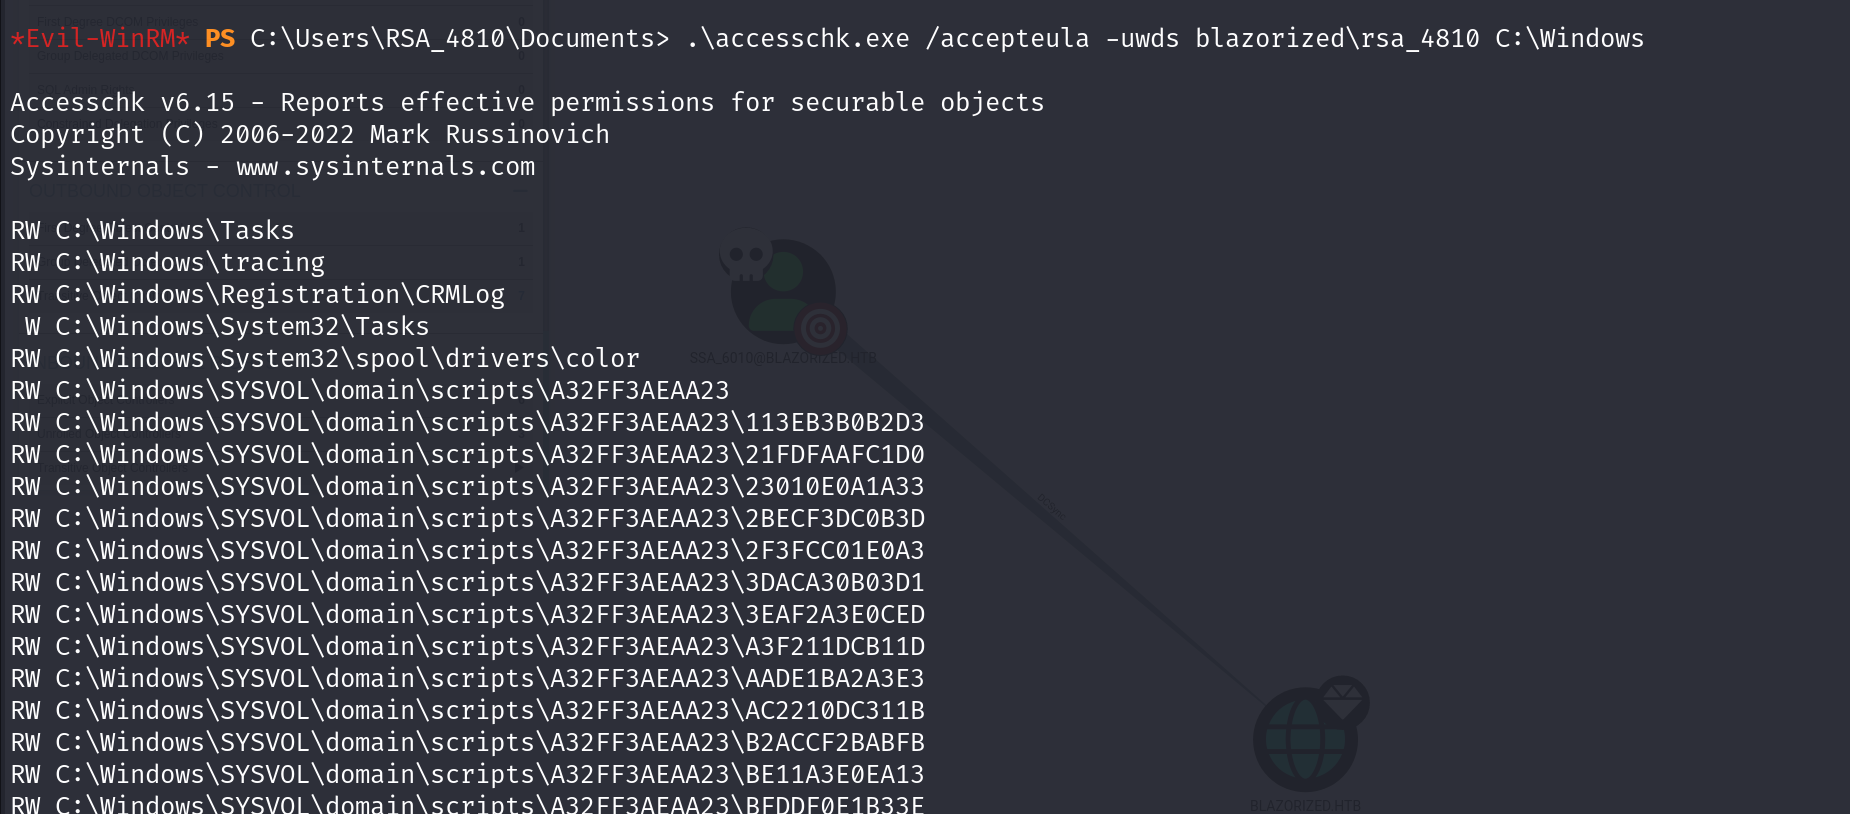 *Evil-WinRM* PS C:\Users\RSA_4810\Documents> .\accesschk.exe /accepteula -uwds blazorized\rsa_4810 C:\Windows
Accesschk v6.15 - Reports effective permissions for securable objects
Copyright (C) 2006-2022 Mark Russinovich
Sysinternals - www.sysinternals.com
OUTBOUND OBJECT CONTROL
RW C:\Windows\Tasks
RW C:\Windows\tracing
RW C:\Windows\Registration\CRMLog
 W C:\Windows\System32\Tasks
RW C:\Windows\System32\spool\drivers\color
SSA_6010@BLAZORIZED.HTB
RW C:\Windows\SYSVOL\domain\scripts\A32FF3AEAA23
RW C:\Windows\SYSVOL\domain\scripts\A32FF3AEAA23\113EB3B0B2D3
RW C:\Windows\SYSVOL\domain\scripts\A32FF3AEAA23\21FDFAAFC1D0
RW C:\Windows\SYSVOL\domain\scripts\A32FF3AEAA23\23010E0A1A33
RW C:\Windows\SYSVOL\domain\scripts\A32FF3AEAA23\2BECF3DC0B3D
DCSync
RW C:\Windows\SYSVOL\domain\scripts\A32FF3AEAA23\2F3FCC01E0A3
RW C:\Windows\SYSVOL\domain\scripts\A32FF3AEAA23\3DACA30B03D1
RW C:\Windows\SYSVOL\domain\scripts\A32FF3AEAA23\3EAF2A3E0CED
RW C:\Windows\SYSVOL\domain\scripts\A32FF3AEAA23\A3F211DCB11D
RW C:\Windows\SYSVOL\domain\scripts\A32FF3AEAA23\AADE1BA2A3E3
RW C:\Windows\SYSVOL\domain\scripts\A32FF3AEAA23\AC2210DC311B
RW C:\Windows\SYSVOL\domain\scripts\A32FF3AEAA23\B2ACCF2BABFB
RW C:\Windows\SYSVOL\domain\scripts\A32FF3AEAA23\BE11A3E0EA13
RW C:\Windows\SYSVOL\domain\scripts\A32FF3AEAA23\BFDDF0E1B33E
BLAZORIZED.HTB